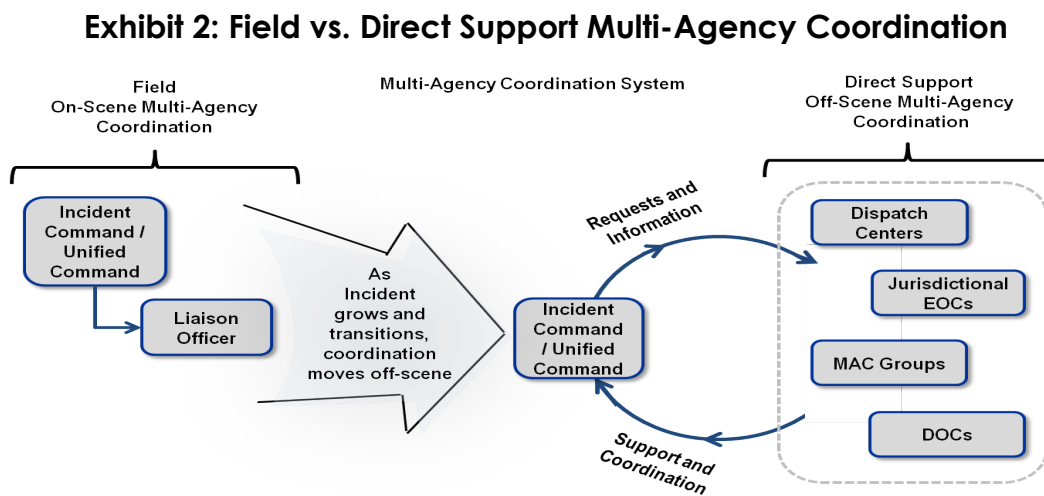 Exhibit 2: Field vs. Direct Support Multi-Agency Coordination
Field
On-Scene Multi-Agency
Coordination
Multi-Agency Coordination System
Direct Support
Off-Scene Multi-Agency
Coordination
Incident
Command /
Unified
Command
Liaison
Officer
As
Incident
grows and
transitions,
coordination
moves off-scene
Incident
Command
/ Unified
Command
Requests and
Information
Support and
Coordination
Dispatch
Centers
Jurisdictional
EOCs
MAC Groups
DOCs